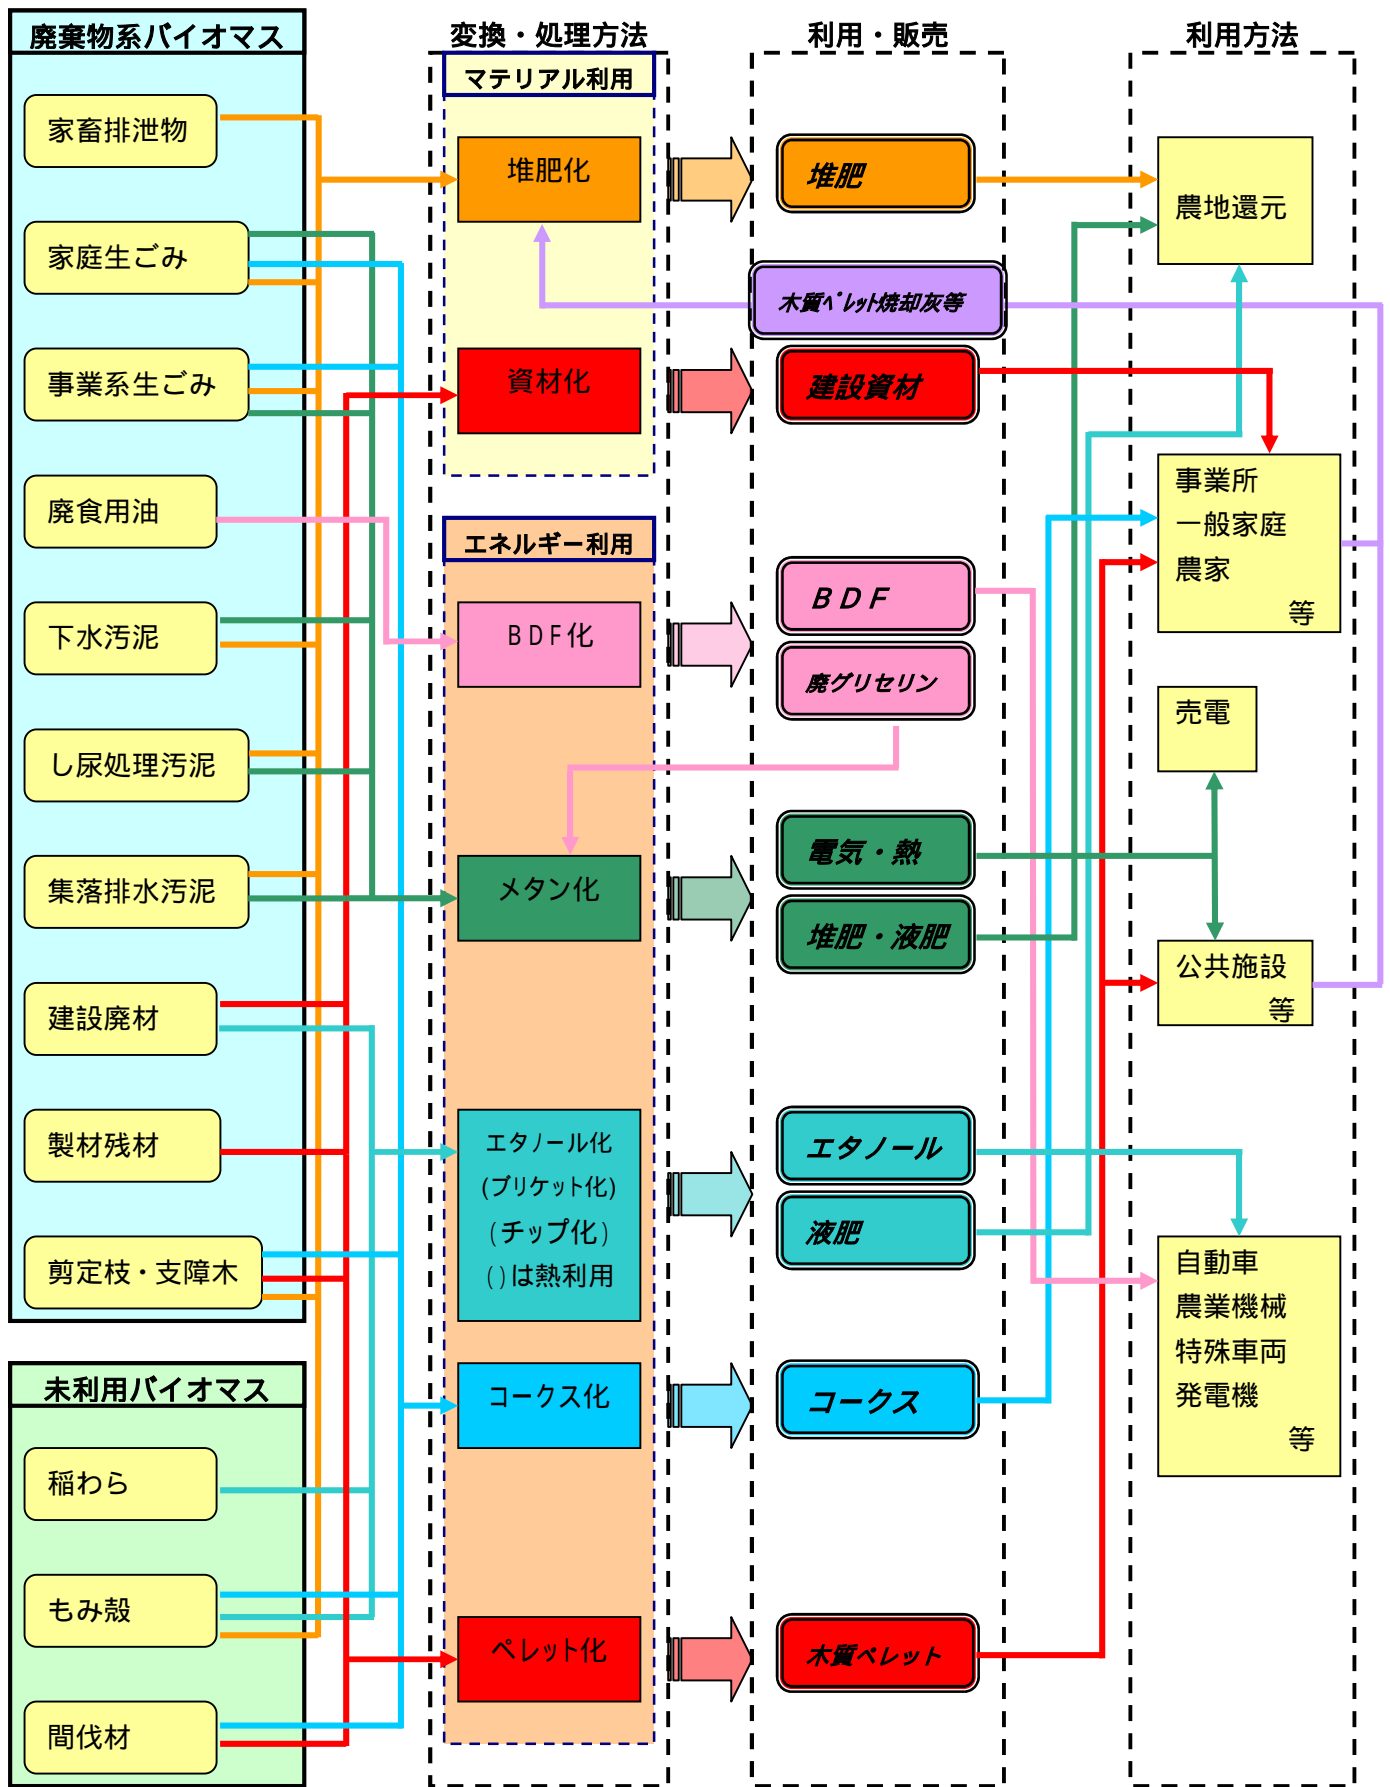 廃棄物系バイオマス
家畜排泄物
家庭生ごみ
事業系生ごみ
廃食用油
下水汚泥
し尿処理汚泥
集落排水汚泥
建設廃材
製材残材
剪定枝・支障木
未利用バイオマス
稲わら
もみ殻
間伐材
変換・処理方法
マテリアル利用
堆肥化
資材化
エネルギー利用
ＢＤＦ化
メタン化
エタノール化
(ブリケット化)
(チップ化)
()は熱利用
コークス化
ペレット化
利用・販売
堆肥
木質ペレット焼却灰等
建設資材
ＢＤＦ
廃グリセリン
電気・熱
堆肥・液肥
エタノール
液肥
コークス
木質ペレット
利用方法
農地還元
事業所
一般家庭
農家
等
売電
公共施設
等
自動車
農業機械
特殊車両
発電機
等